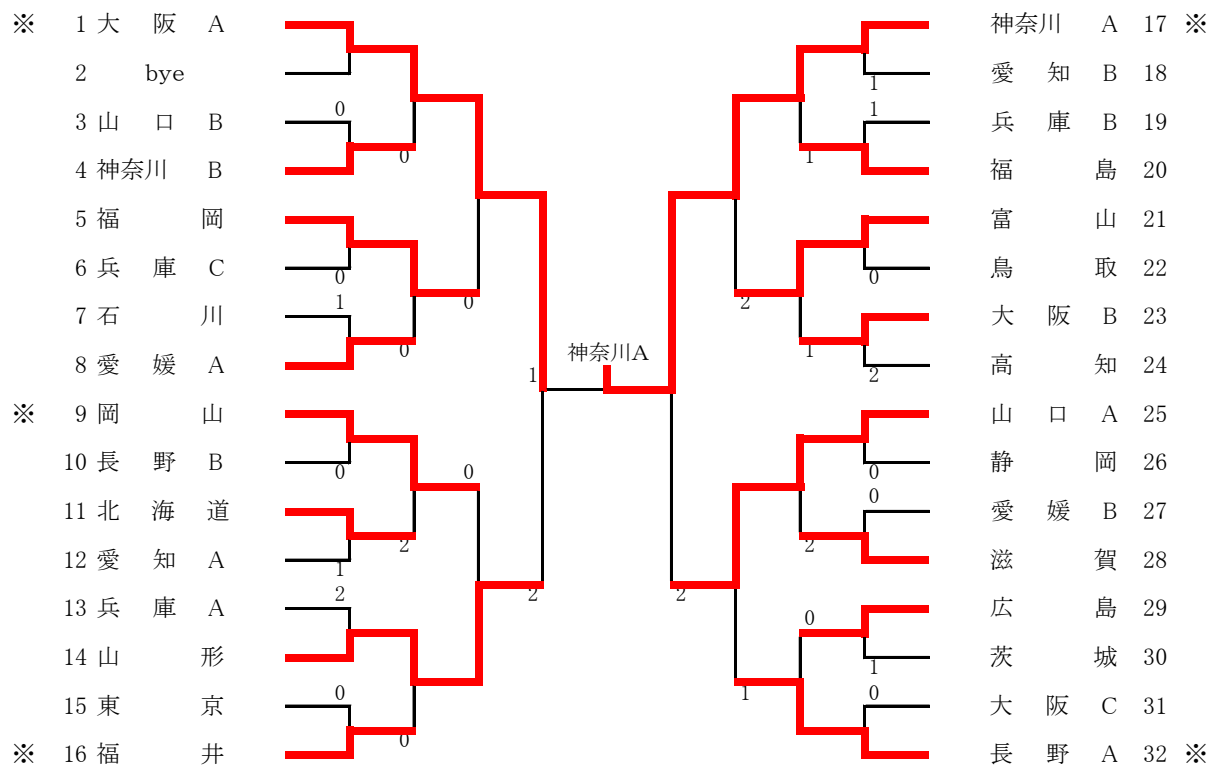 ※ 1 大 阪 A
2 bye
0
3 山 口 B
0
4 神奈川 B
5 福 岡
6 兵 庫 C
0
1
0
7 石 川
0
8 愛 媛 A
1
※ 9 岡 山
10 長 野 B
0
0
11 北 海 道
2
12 愛 知 A
1
2
2
13 兵 庫 A
14 山 形
0
15 東 京
0
※ 16 福 井
神奈川A
神奈川 A 17 ※
愛 知 B 18
1
1
兵 庫 B 19
1
福 島 20
富 山 21
鳥 取 22
0
2
大 阪 B 23
1
高 知 24
2
山 口 A 25
静 岡 26
0
0
愛 媛 B 27
2
滋 賀 28
2
広 島 29
0
茨 城 30
1
1
0
大 阪 C 31
長 野 A 32 ※